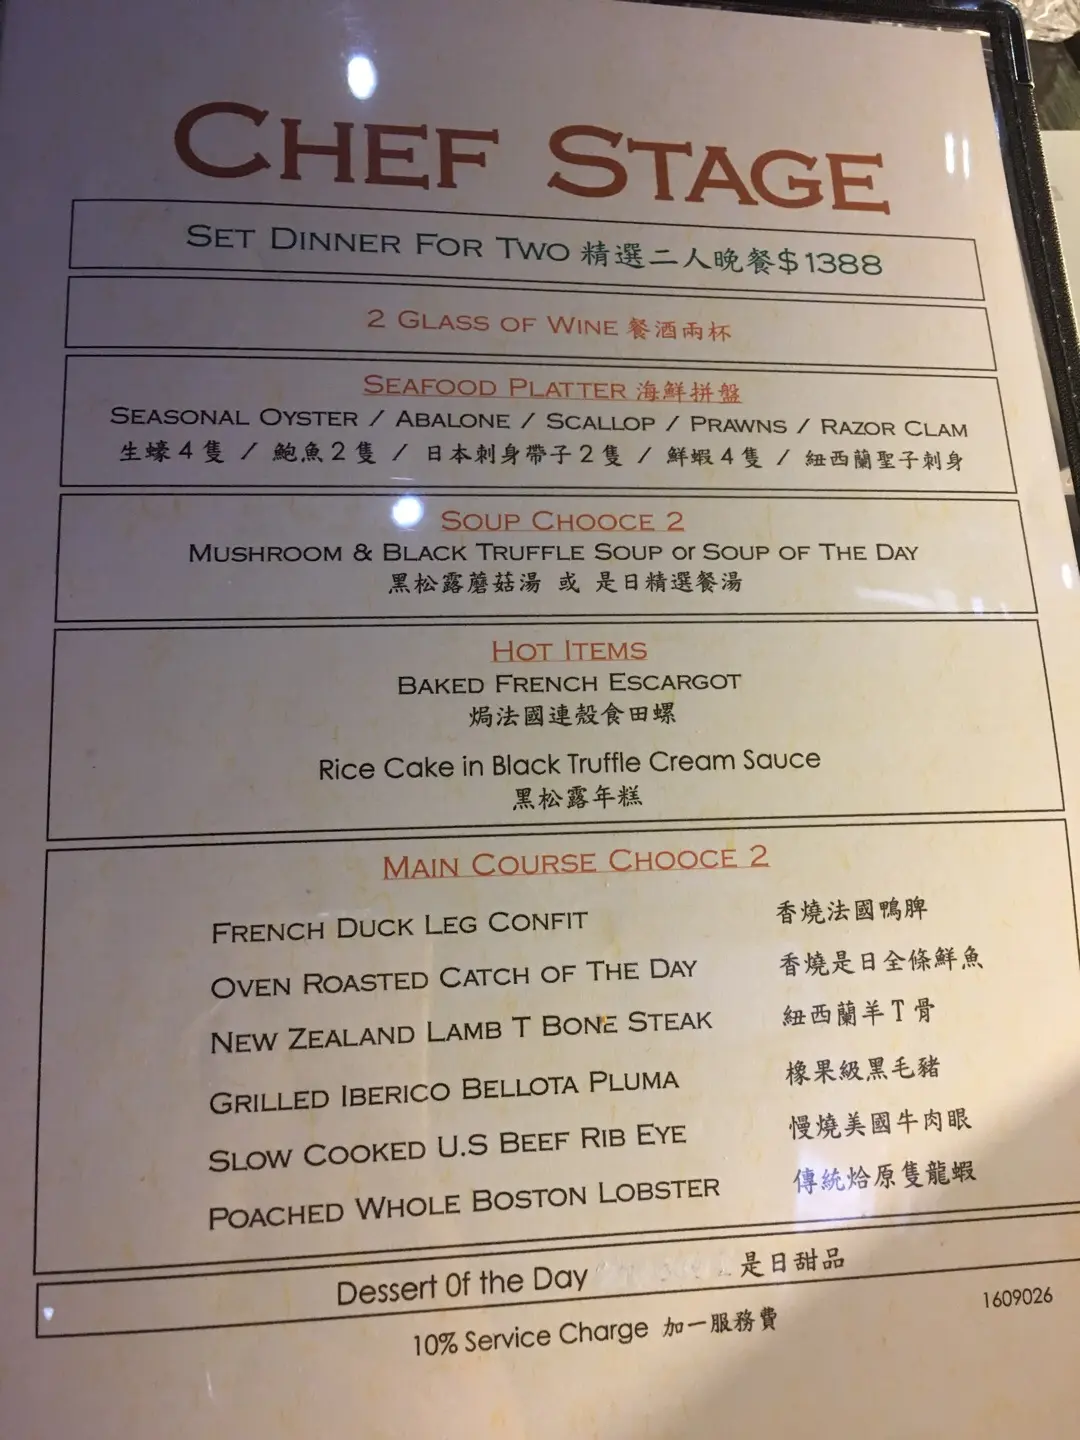 CHEF STAGE
SET DINNER FOR TWO 精選二人晚餐$1388
2 GLASS OF WINE 餐酒兩杯
SEAFOOD PLATTER 海鮮拼盤
SEASONAL OYSTER / ABALONE / SCALLOP / PRAWNS / RAZOR CLAM
生蠔4隻 / 鮑魚2隻 / 日本刺身帶子2隻 / 鮮蝦4隻 / 紐西蘭聖子刺身
SOUP CHOOCE 2
MUSHROOM & BLACK TRUFFLE SOUP or SOUP OF THE DAY
黑松露蘑菇湯 或 是日精選餐湯
HOT ITEMS
BAKED FRENCH ESCARGOT
焗法國連殼食田螺
Rice Cake in Black Truffle Cream Sauce
黑松露年糕
MAIN COURSE CHOOCE 2
FRENCH DUCK LEG CONFIT 香燒法國鴨脾
OVEN ROASTED CATCH OF THE DAY 香燒是日全條鮮魚
NEW ZEALAND LAMB T BONE STEAK 紐西蘭羊T骨
GRILLED IBERICO BELLOTA PLUMA 橡果級黑毛豬
SLOW COOKED U.S BEEF RIB EYE 慢燒美國牛肉眼
POACHED WHOLE BOSTON LOBSTER 傳統烚原隻龍蝦
Dessert Of the Day 是日甜品
10% Service Charge 加一服務費
1609026